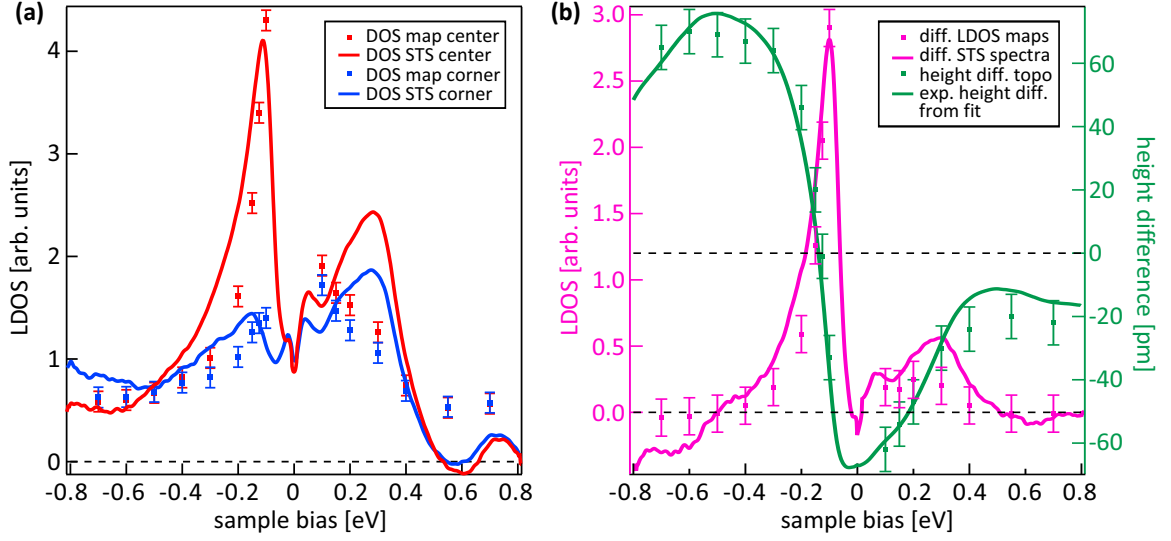 (a)
DOS map center
DOS STS center
DOS map corner
DOS STS corner
LDOS [arb. units]
4
3
2
1
0
-0.8 -0.6 -0.4 -0.2 0 0.2 0.4 0.6 0.8
sample bias [eV]
(b)
diff. LDOS maps
diff. STS spectra
height diff. topo
exp. height diff.
from fit
LDOS [arb. units]
3.0
2.5
2.0
1.5
1.0
0.5
0.0
60
40
20
0
-20
-40
-60
height difference [pm]
-0.8 -0.6 -0.4 -0.2 0 0.2 0.4 0.6 0.8
sample bias [eV]